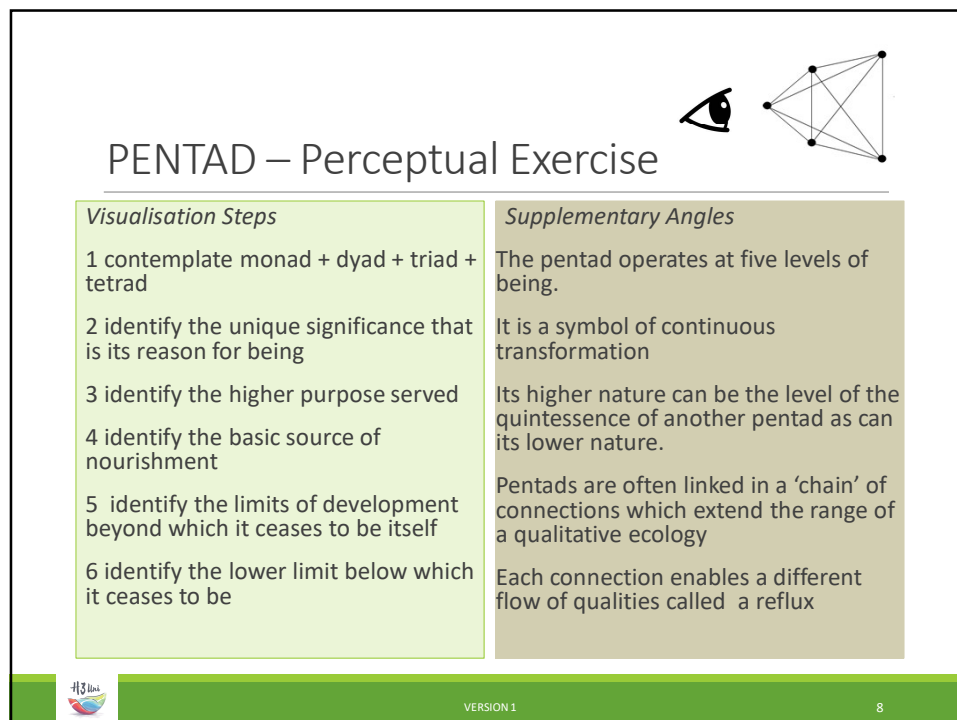 PENTAD – Perceptual Exercise
Visualisation Steps
1 contemplate monad + dyad + triad +
tetrad
2 identify the unique significance that
is its reason for being
3 identify the higher purpose served
4 identify the basic source of
nourishment
5 identify the limits of development
beyond which it ceases to be itself
6 identify the lower limit below which
it ceases to be
Supplementary Angles
The pentad operates at five levels of
being.
It is a symbol of continuous
transformation
Its higher nature can be the level of the
quintessence of another pentad as can
its lower nature.
Pentads are often linked in a ‘chain’ of
connections which extend the range of
a qualitative ecology
Each connection enables a different
flow of qualities called a reflux
H3Uni
VERSION 1
8